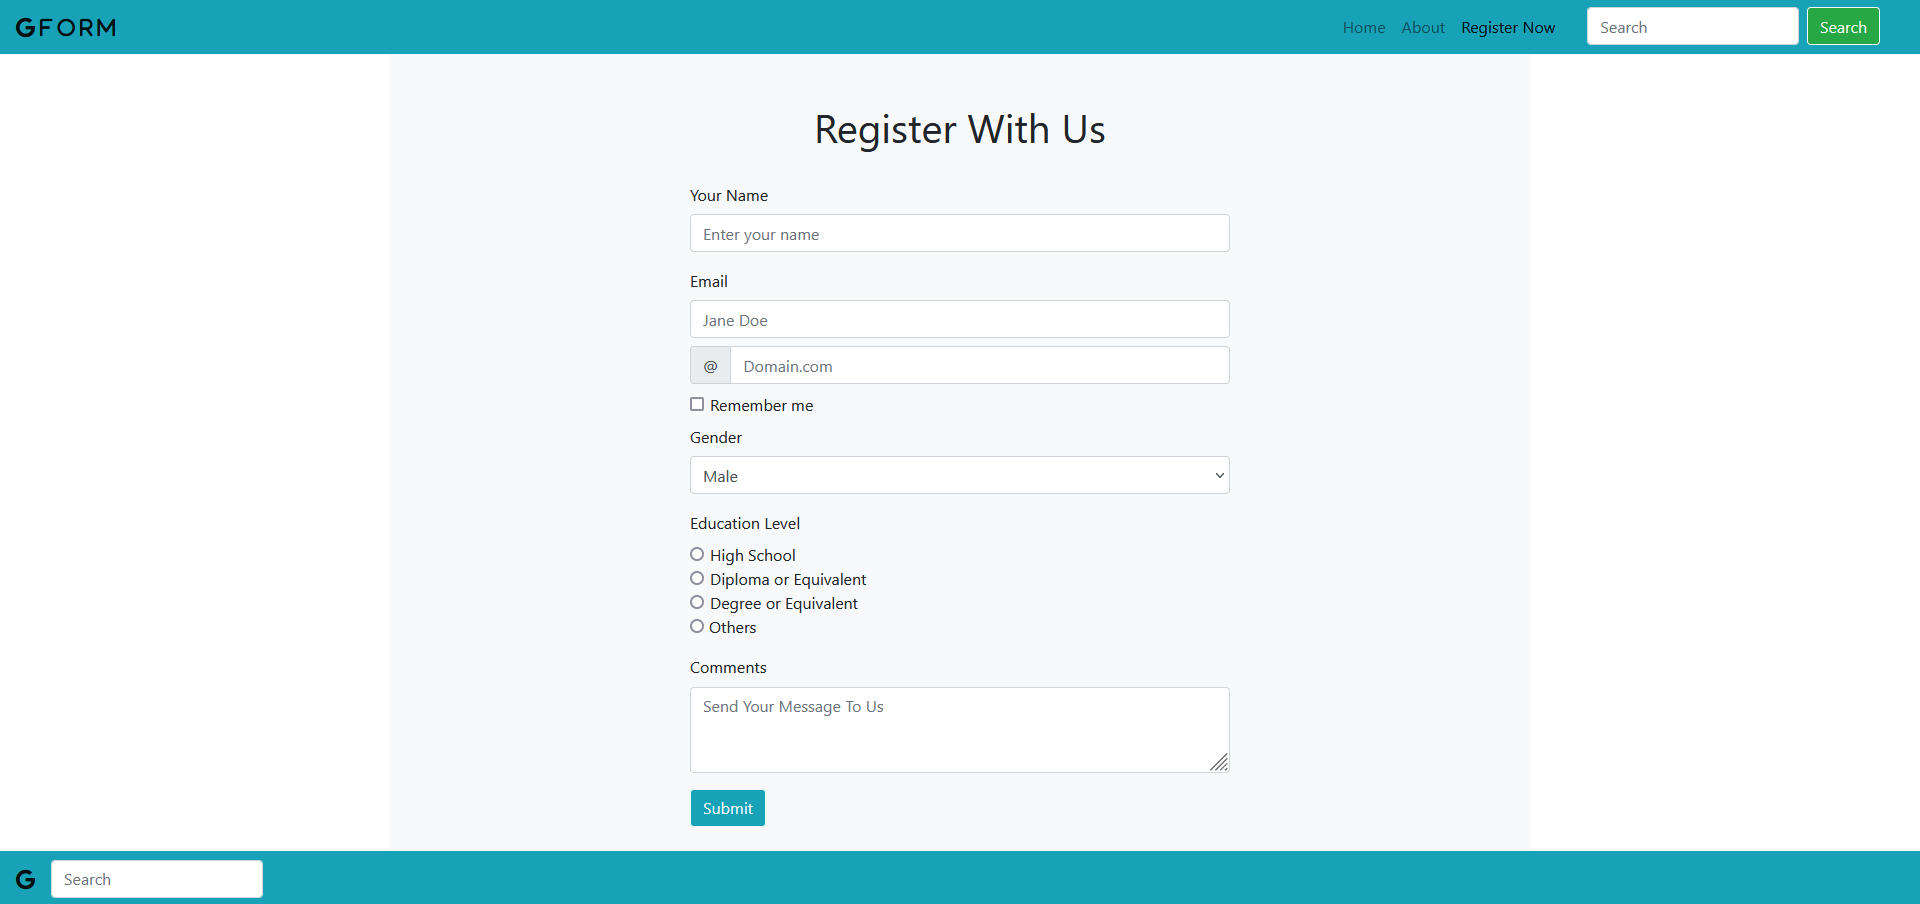 GFORM Home About Register Now Search Search
Register With Us
Your Name
Enter your name
Email
Jane Doe
@ Domain.com
Remember me
Gender
Male
Education Level
High School
Diploma or Equivalent
Degree or Equivalent
Others
Comments
Send Your Message To Us
Submit
G Search